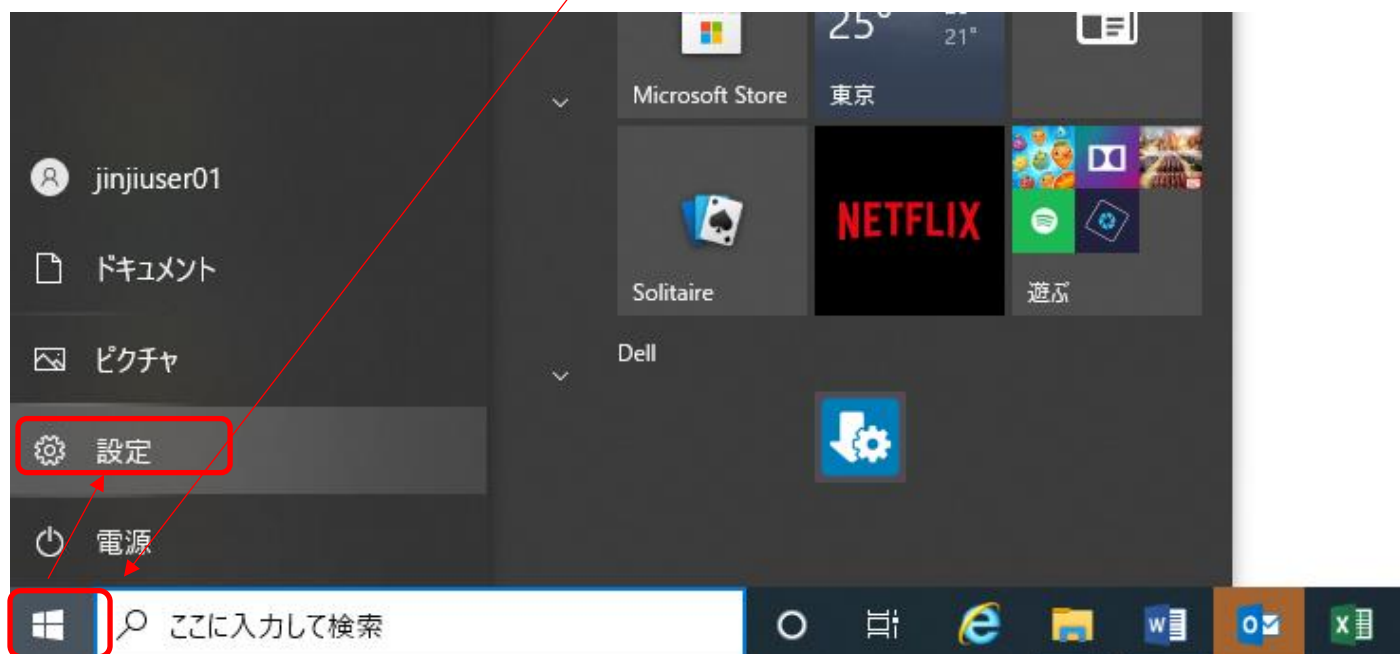 25°
21°
Microsoft Store
東京
jinjiuser01
ドキュメント
Solitaire
NETFLIX
遊ぶ
ピクチャ
Dell
設定
電源
ここに入力して検索